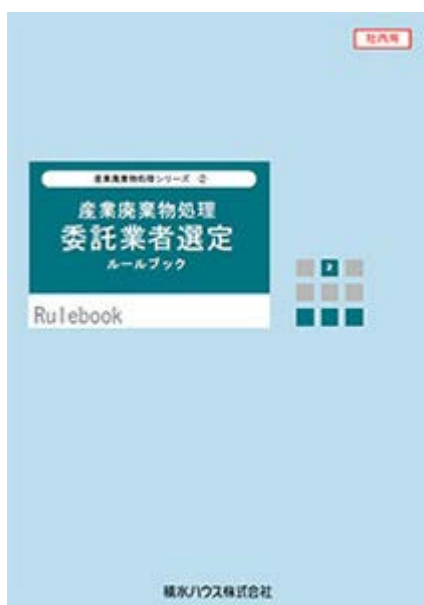 社内用
産業廃棄物処理シリーズ ②
産業廃棄物処理
委託業者選定
ルールブック
2
Rulebook
積水ハウス株式会社